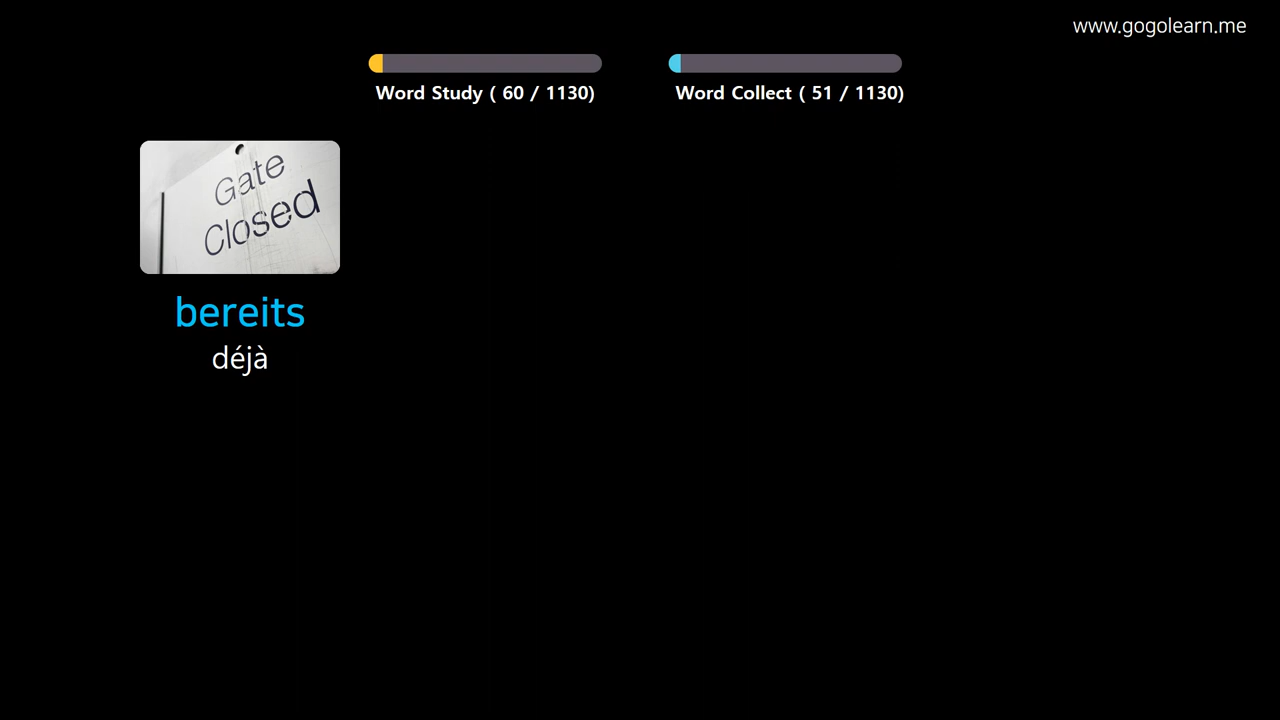 www.gogolearn.me
Word Study ( 60 / 1130)
Word Collect ( 51 / 1130)
Gate
Closed
bereits
déjà